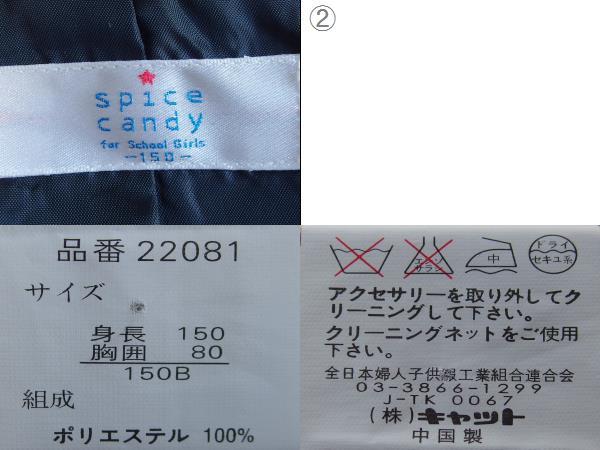 spice
candy
for School Girls
-150-
②
品番 22081
サイズ
身長 150
胸囲 80
150B
組成
ポリエステル 100%
エンソ
サラシ
中
ドライ
セキユ系
アクセサリーを取り外してク
リーニングして下さい。
クリーニングネットをご使用
下さい。
全日本婦人子供服工業組合連合会
03-3866-1299
J-TK 0067
(株)キャット
中国製